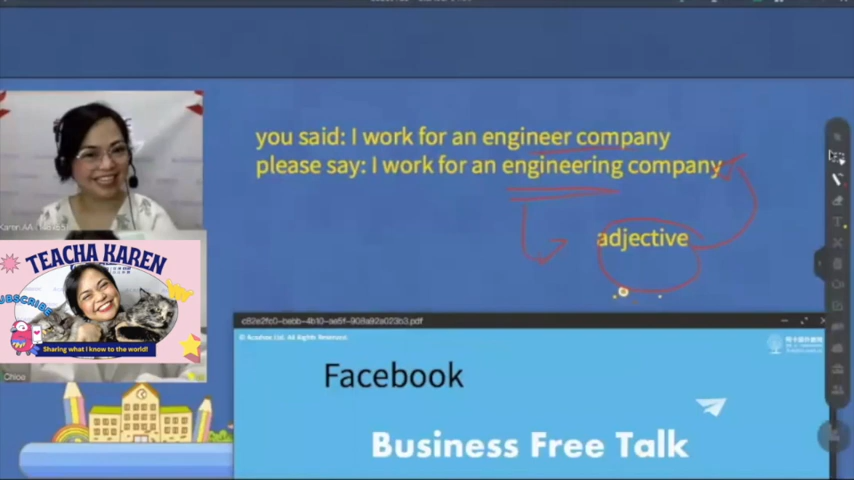 you said: I work for an engineer company
please say: I work for an engineering company
adjective
TEACHA KAREN
SUBSCRIBE
Sharing what I know to the world!
Chloe
Facebook
Business Free Talk